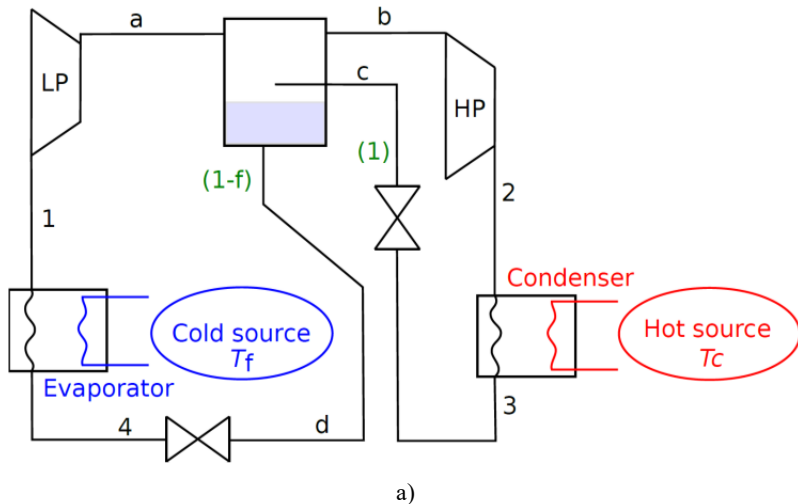 a
b
LP
c
HP
(1)
(1-f)
2
1
Condenser
Cold source
Tf
Hot source
Tc
Evaporator
3
4
d
a)